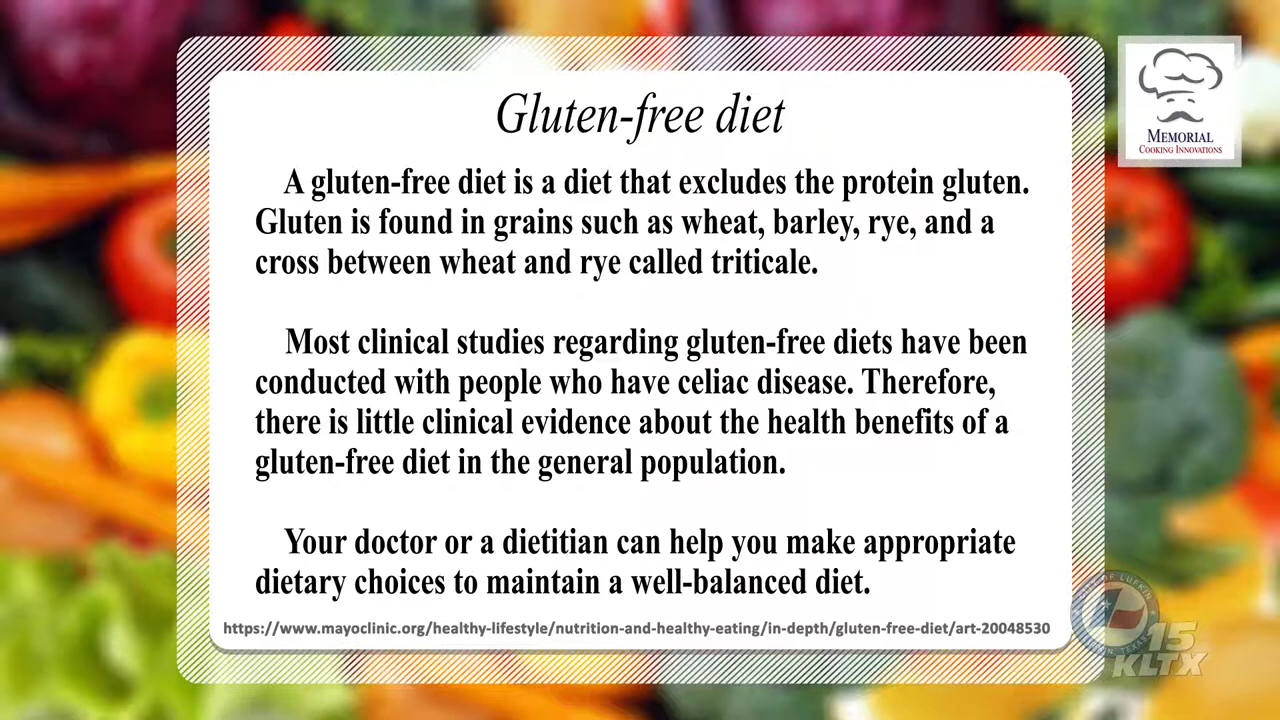 Gluten-free diet
MEMORIAL
COOKING INNOVATIONS
A gluten-free diet is a diet that excludes the protein gluten.
Gluten is found in grains such as wheat, barley, rye, and a
cross between wheat and rye called triticale.
Most clinical studies regarding gluten-free diets have been
conducted with people who have celiac disease. Therefore,
there is little clinical evidence about the health benefits of a
gluten-free diet in the general population.
Your doctor or a dietitian can help you make appropriate
dietary choices to maintain a well-balanced diet.
https://www.mayoclinic.org/healthy-lifestyle/nutrition-and-healthy-eating/in-depth/gluten-free-diet/art-20048530
OF LUFKIN
TEXAS
15
KLTX